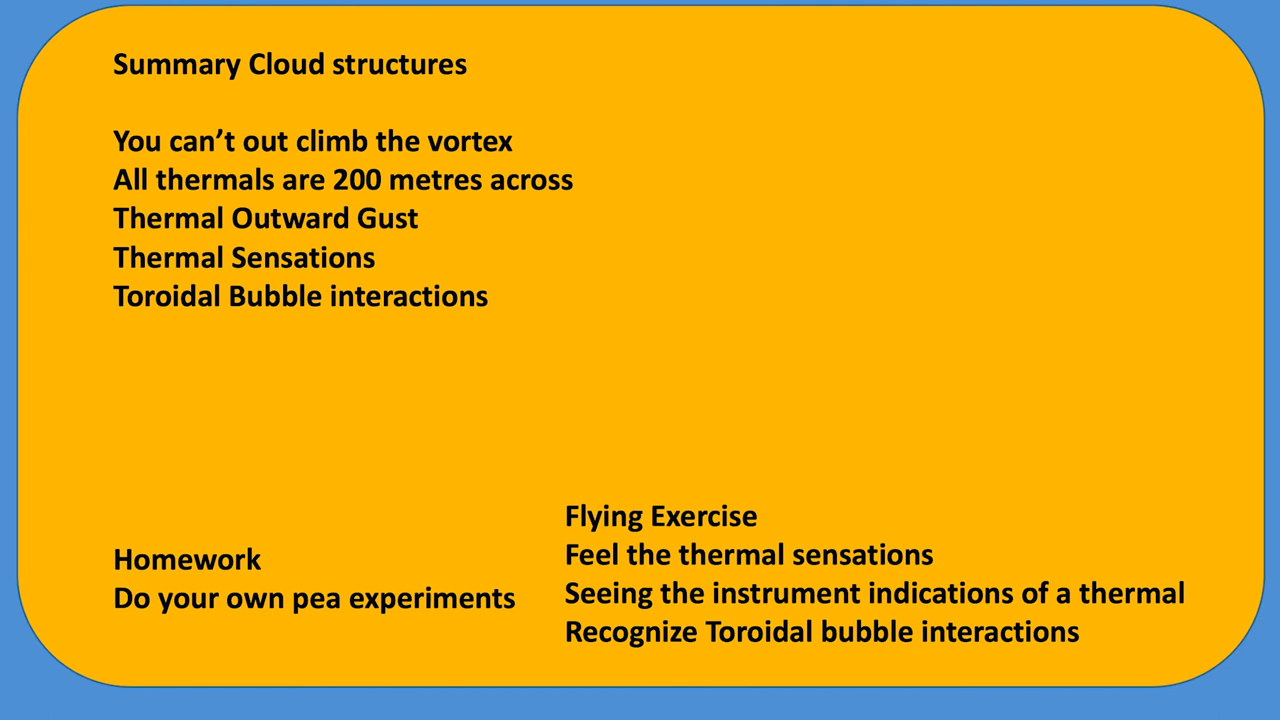 Summary Cloud structures
You can’t out climb the vortex
All thermals are 200 metres across
Thermal Outward Gust
Thermal Sensations
Toroidal Bubble interactions
Homework
Do your own pea experiments
Flying Exercise
Feel the thermal sensations
Seeing the instrument indications of a thermal
Recognize Toroidal bubble interactions